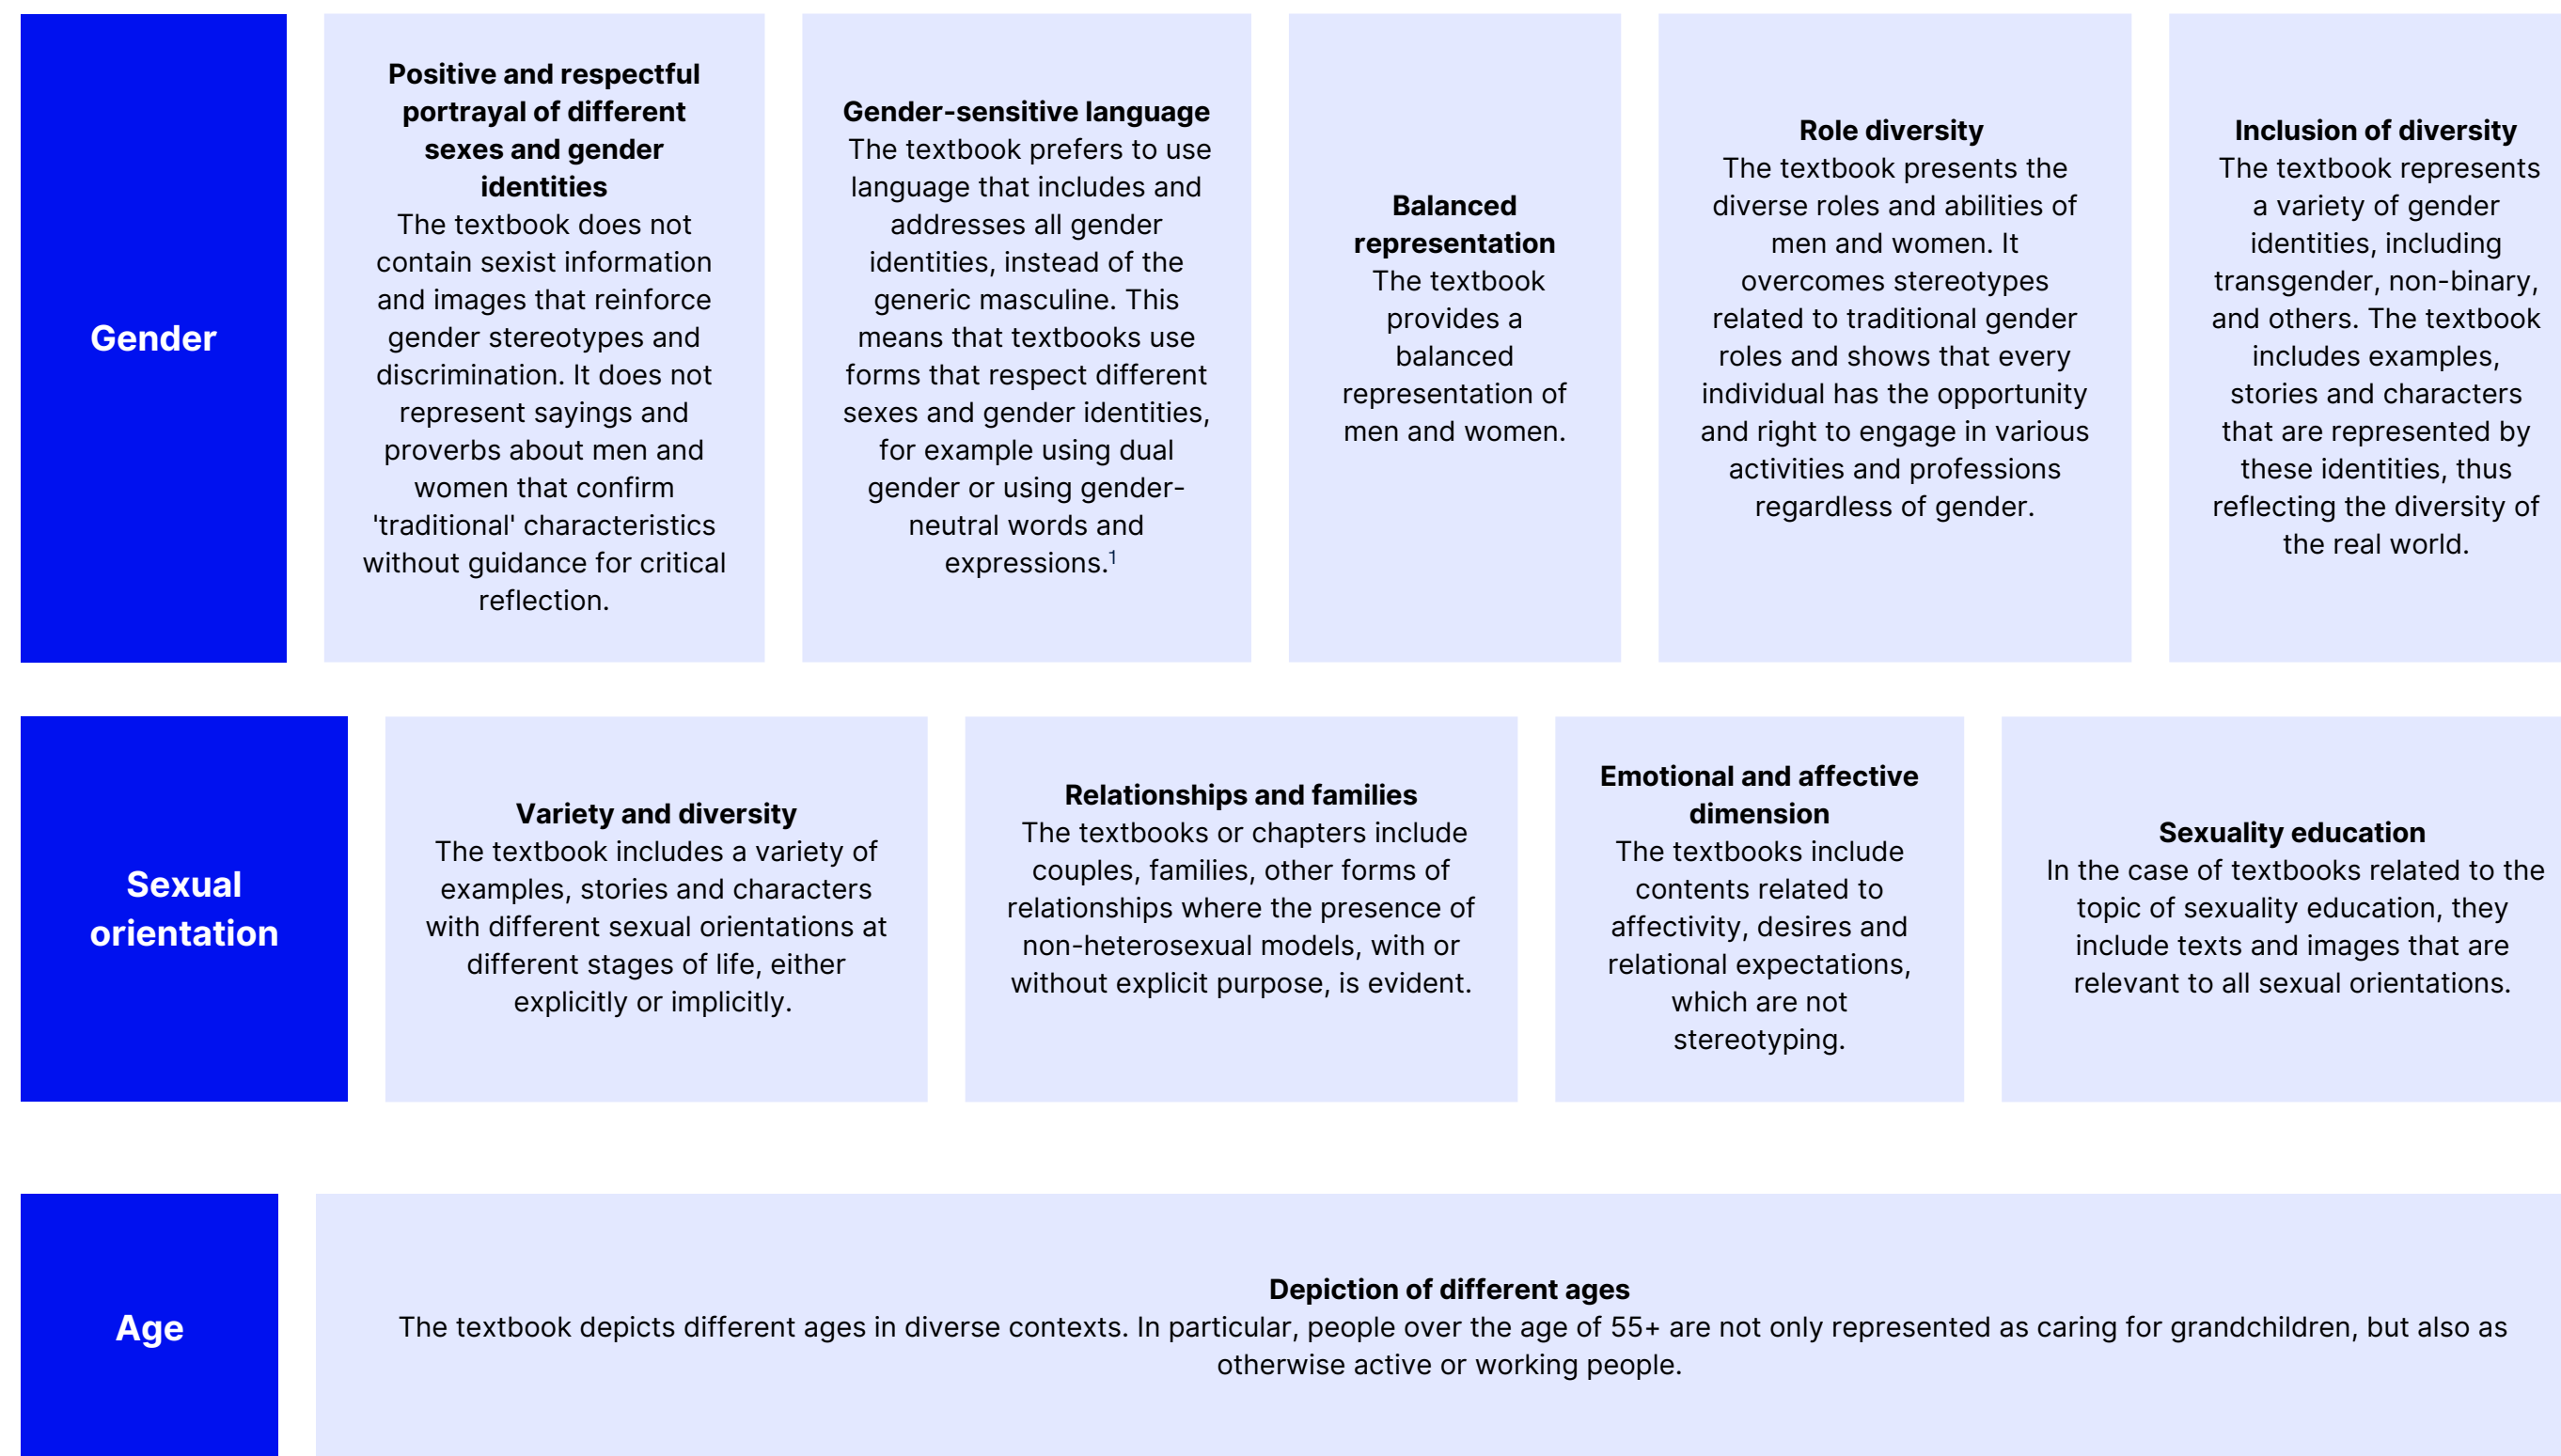 Gender
Positive and respectful
portrayal of different
sexes and gender
identities
The textbook does not
contain sexist information
and images that reinforce
gender stereotypes and
discrimination. It does not
represent sayings and
proverbs about men and
women that confirm
'traditional' characteristics
without guidance for critical
reflection.
Gender-sensitive language
The textbook prefers to use
language that includes and
addresses all gender
identities, instead of the
generic masculine. This
means that textbooks use
forms that respect different
sexes and gender identities,
for example using dual
gender or using gender-
neutral words and
expressions.¹
Balanced
representation
The textbook
provides a
balanced
representation of
men and women.
Role diversity
The textbook presents the
diverse roles and abilities of
men and women. It
overcomes stereotypes
related to traditional gender
roles and shows that every
individual has the opportunity
and right to engage in various
activities and professions
regardless of gender.
Inclusion of diversity
The textbook represents
a variety of gender
identities, including
transgender, non-binary,
and others. The textbook
includes examples,
stories and characters
that are represented by
these identities, thus
reflecting the diversity of
the real world.
Sexual
orientation
Variety and diversity
The textbook includes a variety of
examples, stories and characters
with different sexual orientations at
different stages of life, either
explicitly or implicitly.
Relationships and families
The textbooks or chapters include
couples, families, other forms of
relationships where the presence of
non-heterosexual models, with or
without explicit purpose, is evident.
Emotional and affective
dimension
The textbooks include
contents related to
affectivity, desires and
relational expectations,
which are not
stereotyping.
Sexuality education
In the case of textbooks related to the
topic of sexuality education, they
include texts and images that are
relevant to all sexual orientations.
Age
Depiction of different ages
The textbook depicts different ages in diverse contexts. In particular, people over the age of 55+ are not only represented as caring for grandchildren, but also as
otherwise active or working people.